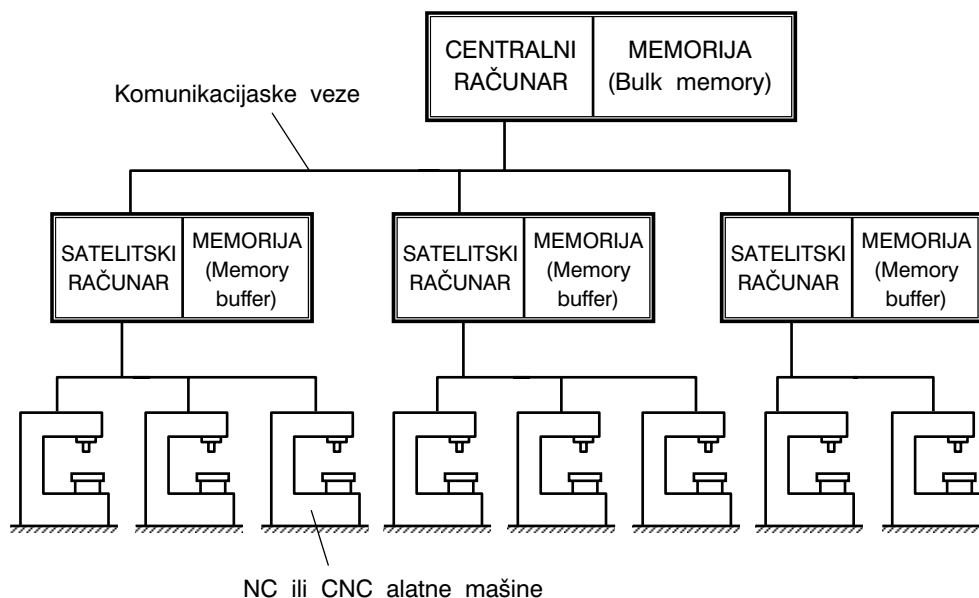 CENTRALNI
RAČUNAR
MEMORIJA
(Bulk memory)
Komunikacijaske veze
SATELITSKI
RAČUNAR
MEMORIJA
(Memory
buffer)
SATELITSKI
RAČUNAR
MEMORIJA
(Memory
buffer)
SATELITSKI
RAČUNAR
MEMORIJA
(Memory
buffer)
NC ili CNC alatne mašine